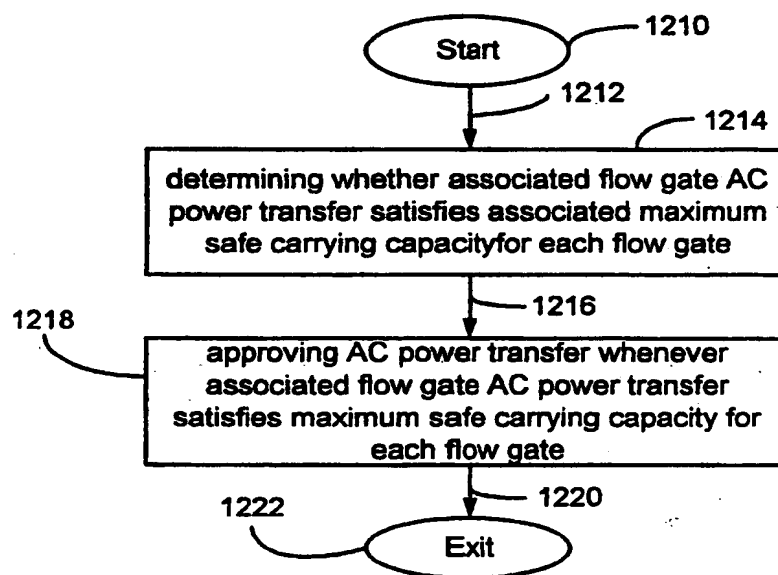 Start
1210
1212
1214
determining whether associated flow gate AC
power transfer satisfies associated maximum
safe carrying capacityfor each flow gate
1216
1218
approving AC power transfer whenever
associated flow gate AC power transfer
satisfies maximum safe carrying capacity for
each flow gate
1220
1222
Exit